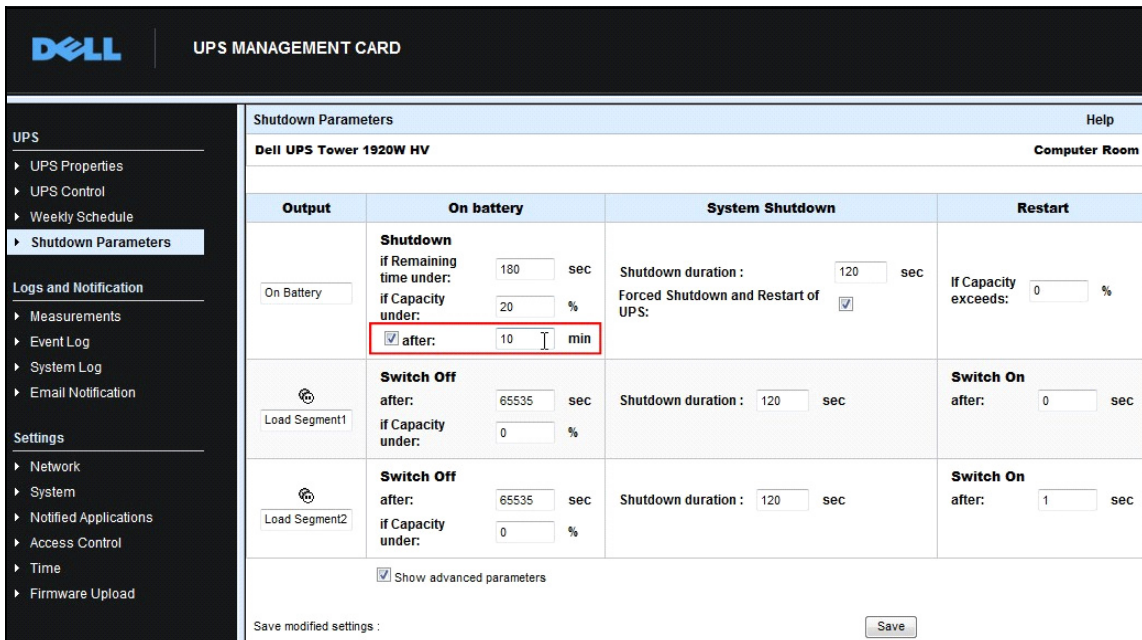 DELL
UPS MANAGEMENT CARD
UPS
UPS Properties
UPS Control
Weekly Schedule
Shutdown Parameters
Logs and Notification
Measurements
Event Log
System Log
Email Notification
Settings
Network
System
Notified Applications
Access Control
Time
Firmware Upload
Shutdown Parameters Help
Dell UPS Tower 1920W HV Computer Room
Output On battery System Shutdown Restart
On Battery
Shutdown
if Remaining
time under: 180 sec
if Capacity
under: 20 %
after: 10 min
Shutdown duration : 120 sec
Forced Shutdown and Restart of
UPS:
If Capacity
exceeds: 0 %
Load Segment1
Switch Off
after: 65535 sec
if Capacity
under: 0 %
Shutdown duration : 120 sec
Switch On
after: 0 sec
Load Segment2
Switch Off
after: 65535 sec
if Capacity
under: 0 %
Shutdown duration : 120 sec
Switch On
after: 1 sec
Show advanced parameters
Save modified settings : Save